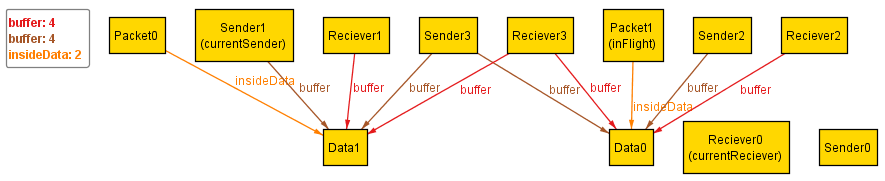 buffer: 4
buffer: 4
insideData: 2
Packet0
Sender1
(currentSender)
Reciever1
Sender3
Reciever3
Packet1
(inFlight)
Sender2
Reciever2
insideData
buffer
buffer
buffer
buffer
buffer
buffer
insideData
buffer
buffer
Data1
Data0
Reciever0
(currentReciever)
Sender0